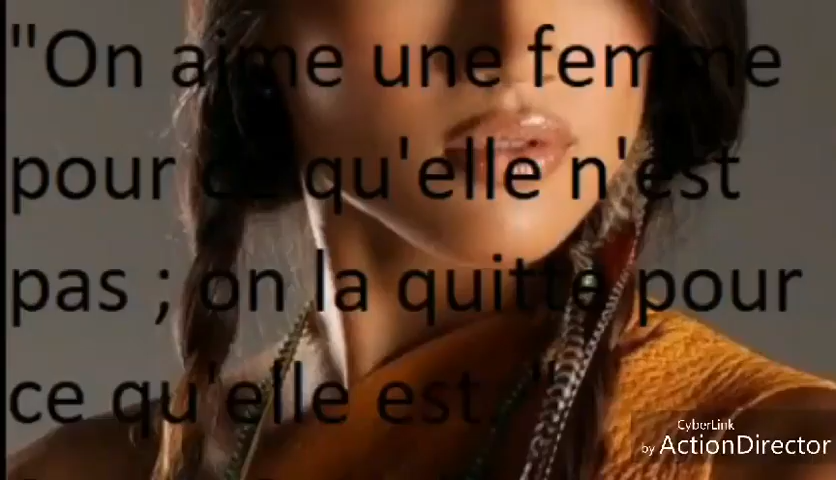 "On aime une femme
pour ce qu'elle n'est
pas ; on la quitte pour
ce qu'elle est. "
CyberLink
by ActionDirector